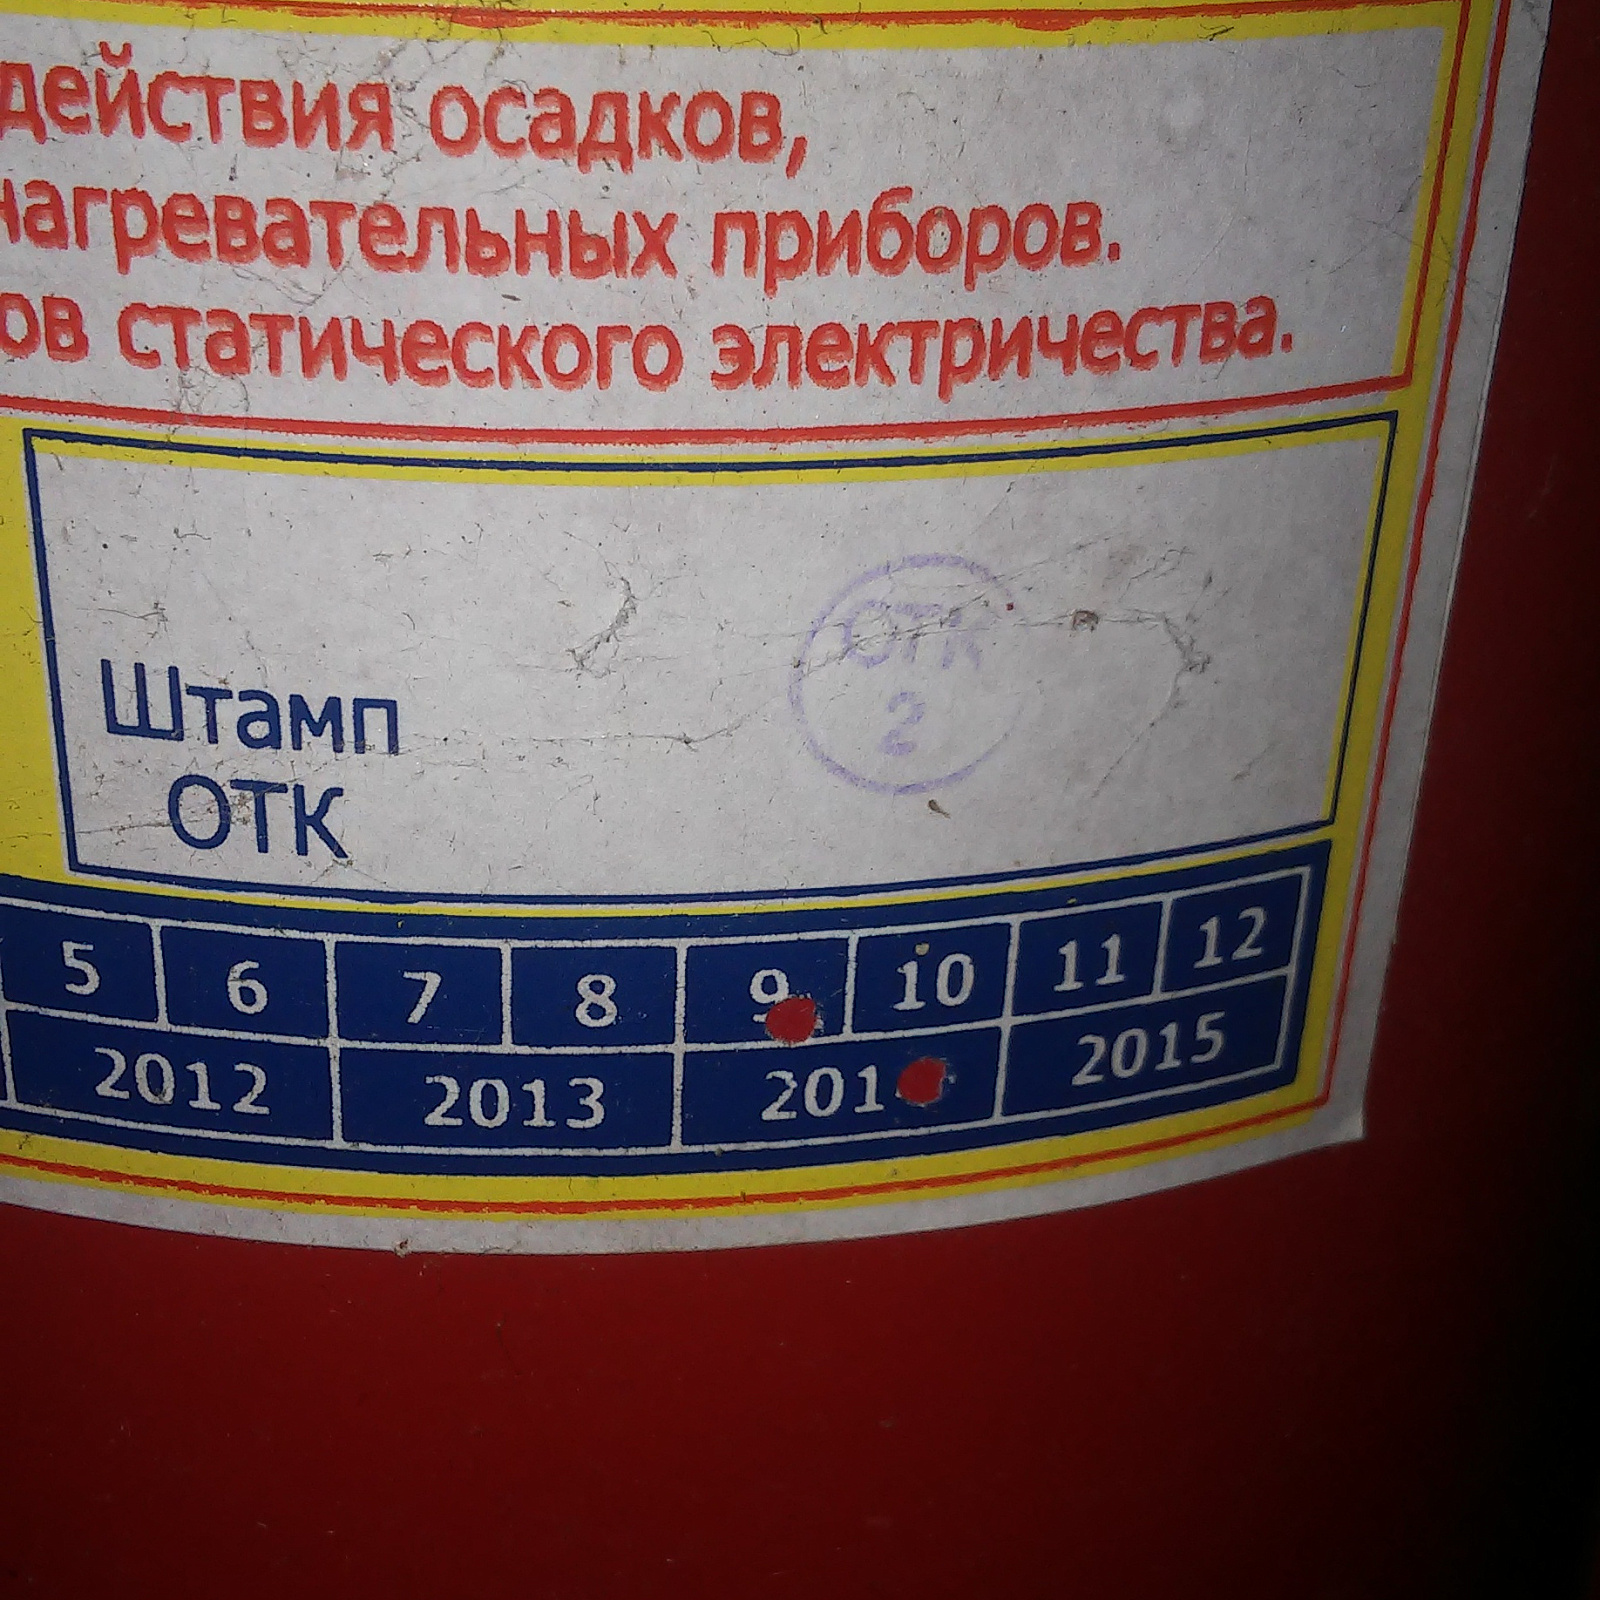 действия осадков,
нагревательных приборов.
ов статического электричества.
ОТК
2
Штамп
ОТК
5 6 7 8 9 10 11 12
2012 2013 201 2015